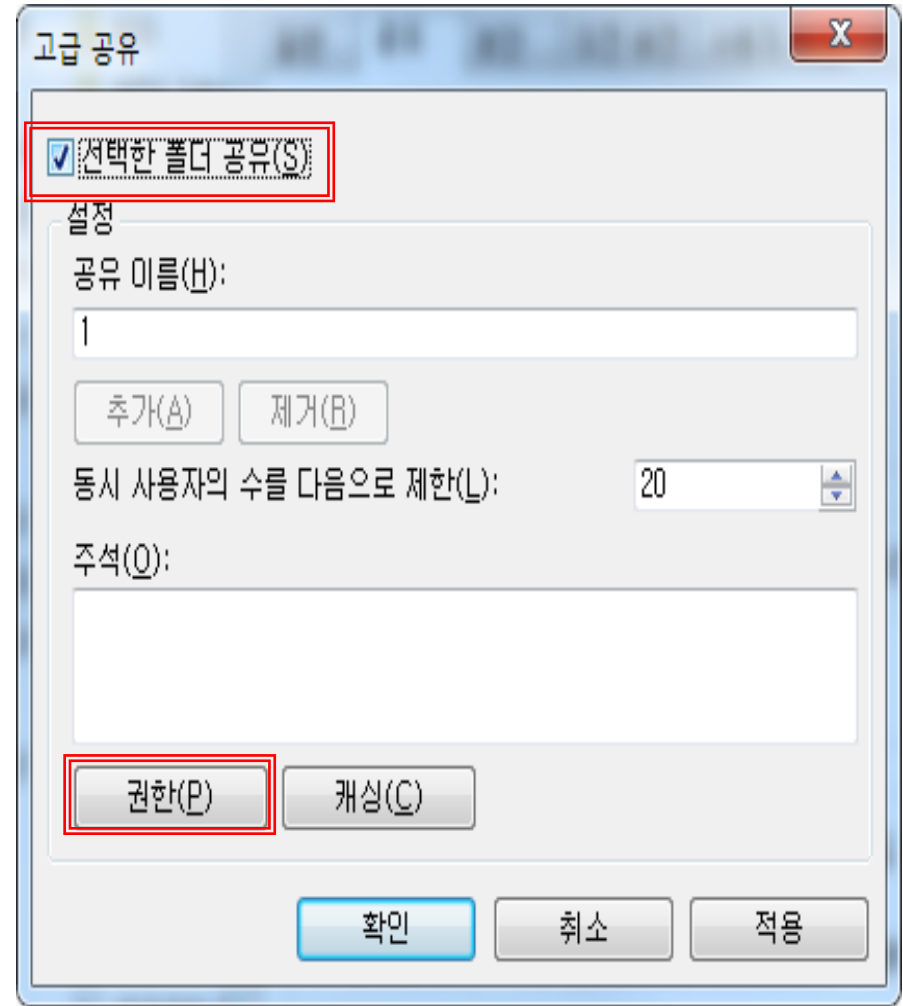 고급 공유
선택한 폴더 공유(S)
설정
공유 이름(H):
1
추가(A) 제거(R)
동시 사용자의 수를 다음으로 제한(L): 20
주석(O):
권한(P) 캐싱(C)
확인 취소 적용